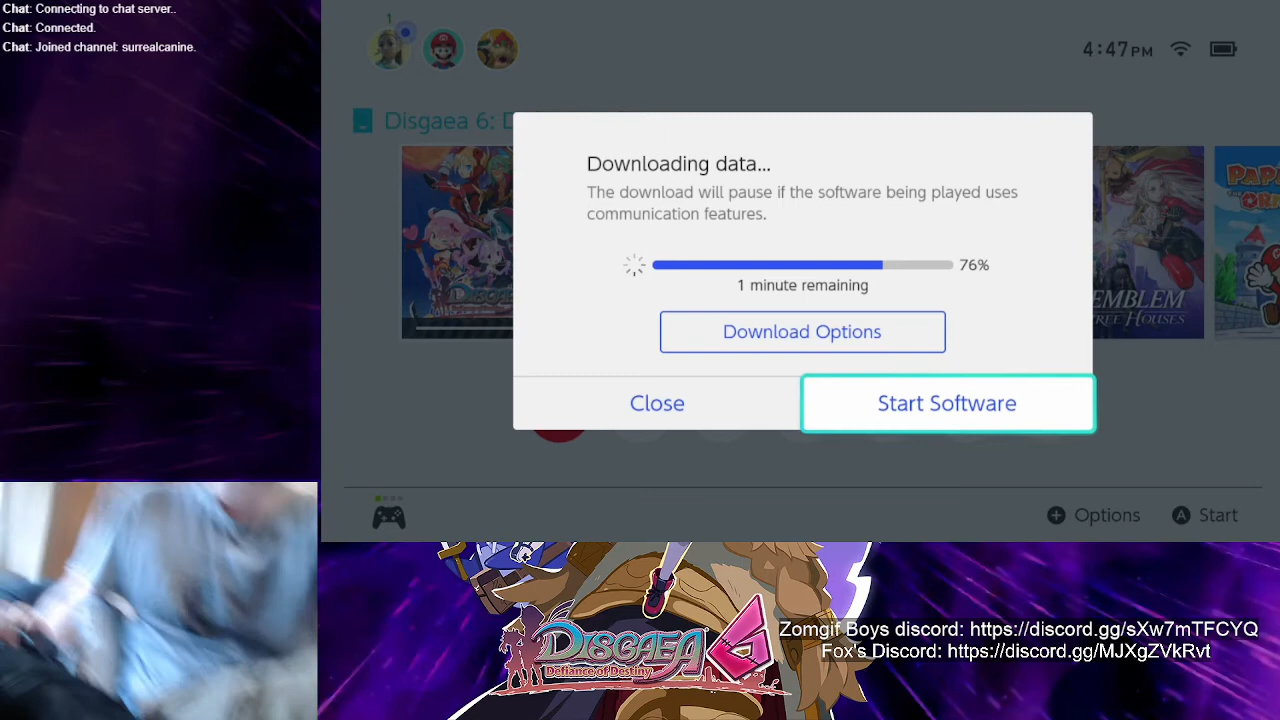 Chat: Connecting to chat server..
Chat: Connected.
Chat: Joined channel: surrealcanine.
1
4:47PM
Disgaea 6: D
Downloading data...
The download will pause if the software being played uses
communication features.
76%
1 minute remaining
Download Options
Close
Start Software
EMBLEM
Options
Start
DISGAEA 6
Defiance of Destiny
Zomgif Boys discord: https://discord.gg/sXw7mTFCYQ
Fox's Discord: https://discord.gg/MJXgZVkRvt